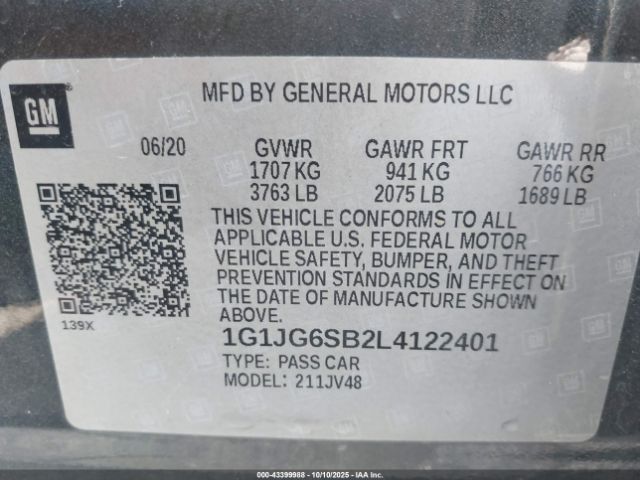 GM
MFD BY GENERAL MOTORS LLC
06/20 GVWR GAWR FRT GAWR RR
1707 KG 941 KG 766 KG
3763 LB 2075 LB 1689 LB
THIS VEHICLE CONFORMS TO ALL
APPLICABLE U.S. FEDERAL MOTOR
VEHICLE SAFETY, BUMPER, AND THEFT
PREVENTION STANDARDS IN EFFECT ON
THE DATE OF MANUFACTURE SHOWN
ABOVE.
139X
1G1JG6SB2L4122401
TYPE: PASS CAR
MODEL: 211JV48
000-43399988 - 10/10/2025 - IAA Inc.